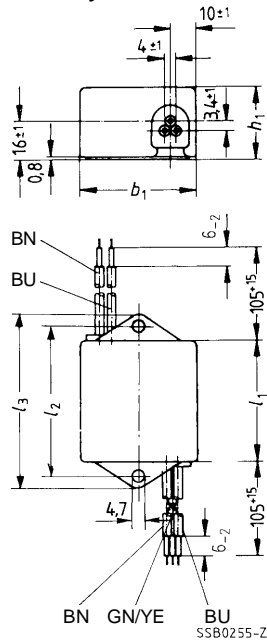 10±1
4±1
3,4±1
h1
16±1
0,8
b1
BN
BU
6-2
105+15
l3
l2
l1
4,7
105+15
6-2
BN GN/YE BU
SSB0255-Z